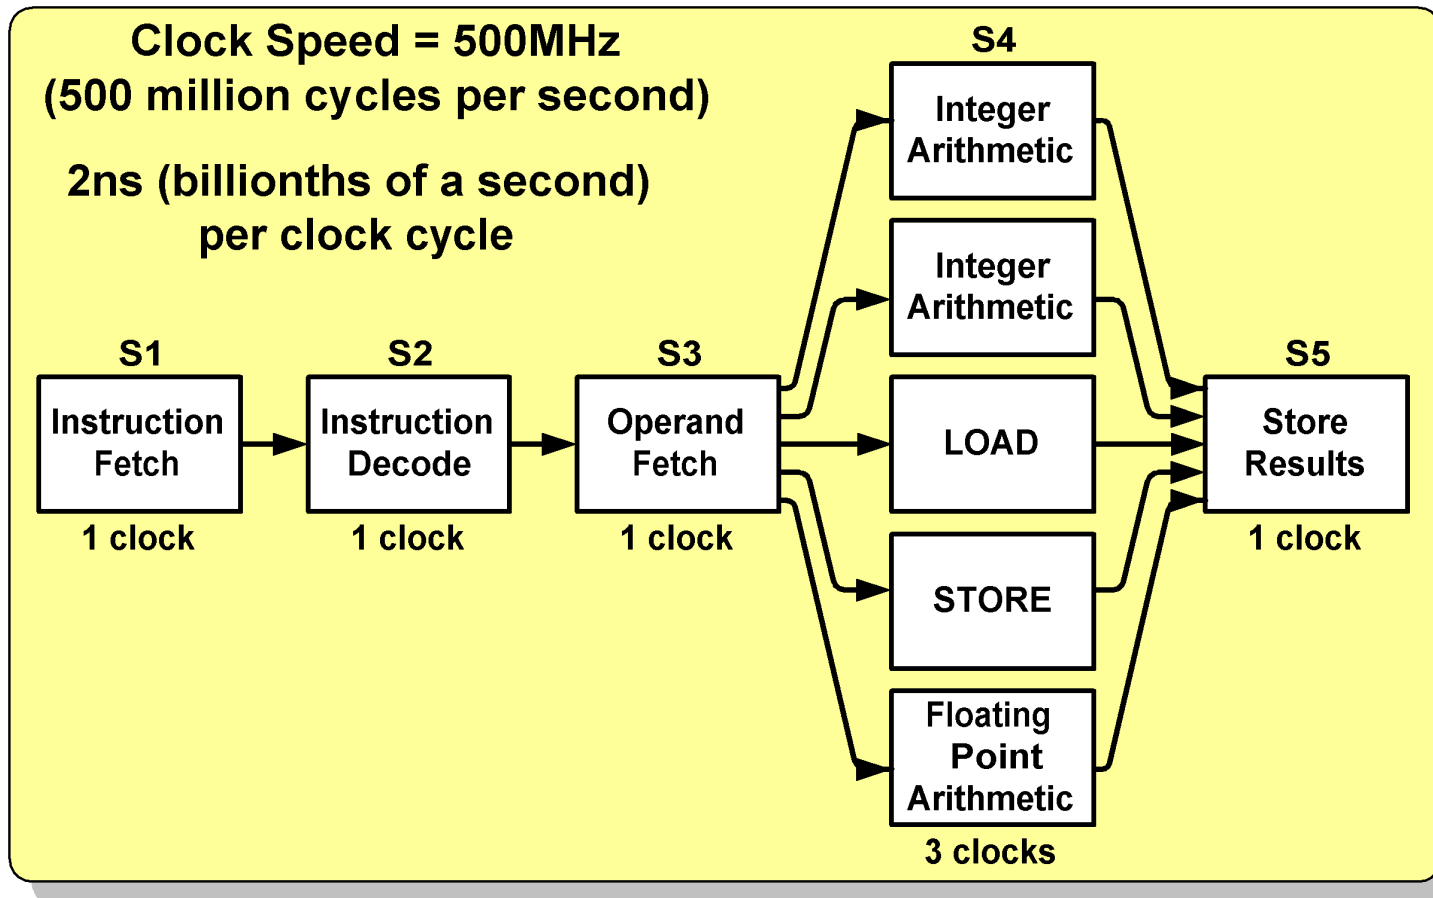 Clock Speed = 500MHz
(500 million cycles per second)
2ns (billionths of a second)
per clock cycle
S1
Instruction
Fetch
1 clock
S2
Instruction
Decode
1 clock
S3
Operand
Fetch
1 clock
S4
Integer
Arithmetic
Integer
Arithmetic
LOAD
STORE
Floating
Point
Arithmetic
3 clocks
S5
Store
Results
1 clock